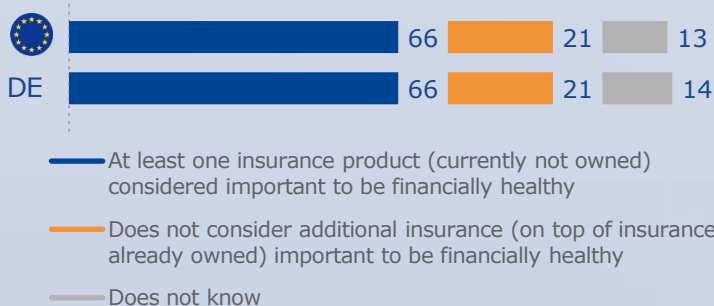 66 21 13
DE 66 21 14
At least one insurance product (currently not owned)
considered important to be financially healthy
Does not consider additional insurance (on top of insurance
already owned) important to be financially healthy
Does not know